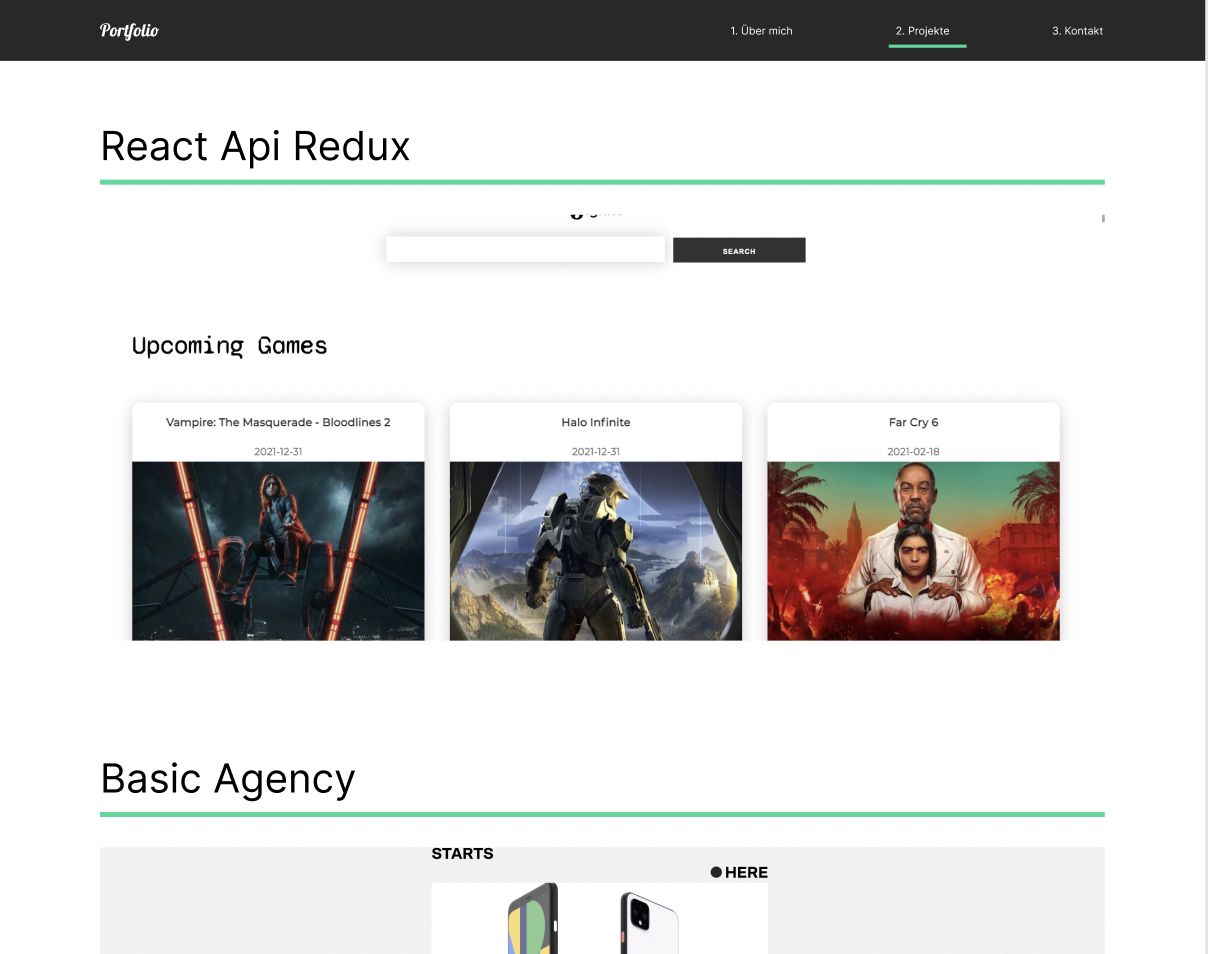 Portfolio
1. Über mich
2. Projekte
3. Kontakt
React Api Redux
SEARCH
Upcoming Games
Vampire: The Masquerade - Bloodlines 2
2021-12-31
Halo Infinite
2021-12-31
Far Cry 6
2021-02-18
Basic Agency
STARTS
HERE